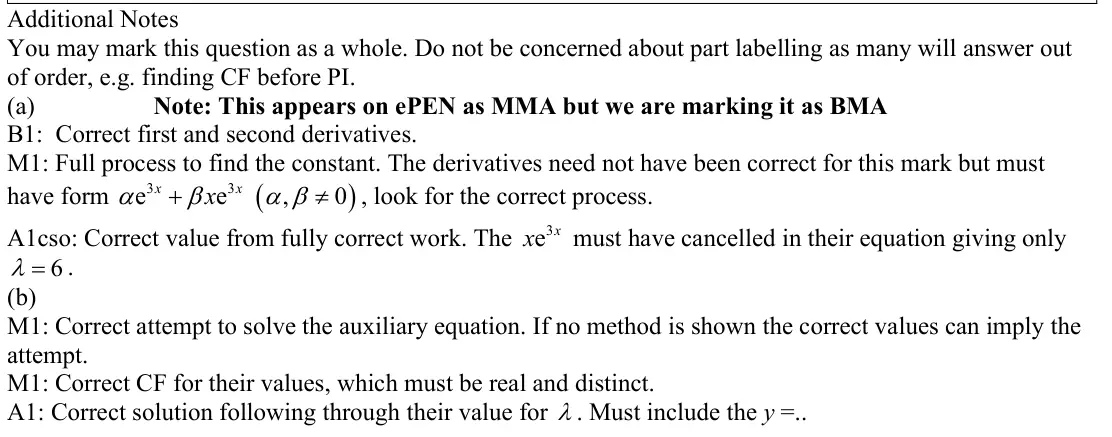 Additional Notes
You may mark this question as a whole. Do not be concerned about part labelling as many will answer out
of order, e.g. finding CF before PI.
(a) Note: This appears on ePEN as MMA but we are marking it as BMA
B1: Correct first and second derivatives.
M1: Full process to find the constant. The derivatives need not have been correct for this mark but must
have form αe³ˣ + βxe³ˣ (α, β ≠ 0), look for the correct process.
A1cso: Correct value from fully correct work. The xe³ˣ must have cancelled in their equation giving only
λ = 6.
(b)
M1: Correct attempt to solve the auxiliary equation. If no method is shown the correct values can imply the
attempt.
M1: Correct CF for their values, which must be real and distinct.
A1: Correct solution following through their value for λ. Must include the y =..